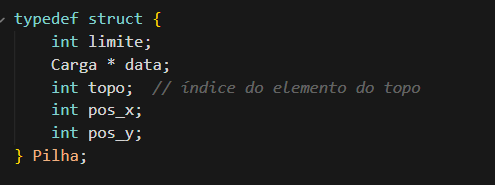 typedef struct {
    int limite;
    Carga * data;
    int topo;  // índice do elemento do topo
    int pos_x;
    int pos_y;
} Pilha;